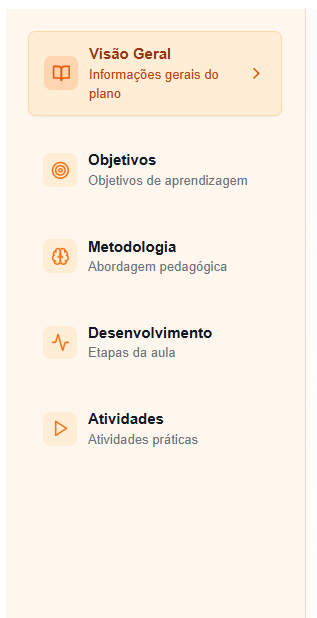 Visão Geral
Informações gerais do
plano
Objetivos
Objetivos de aprendizagem
Metodologia
Abordagem pedagógica
Desenvolvimento
Etapas da aula
Atividades
Atividades práticas